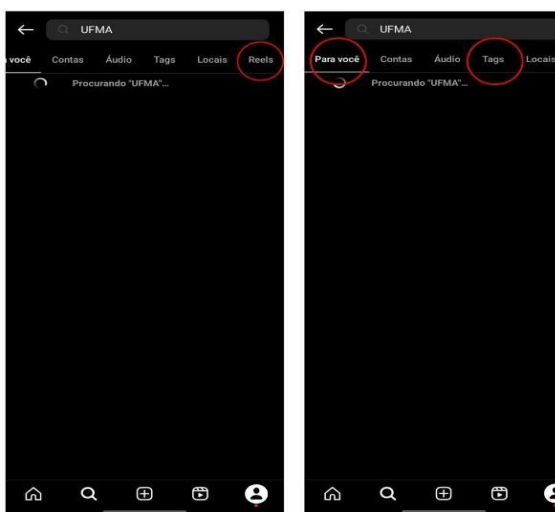 UFMA
você Contas Áudio Tags Locais Reels
Procurando "UFMA"...
UFMA
Para você Contas Áudio Tags Locais
Procurando "UFMA"...